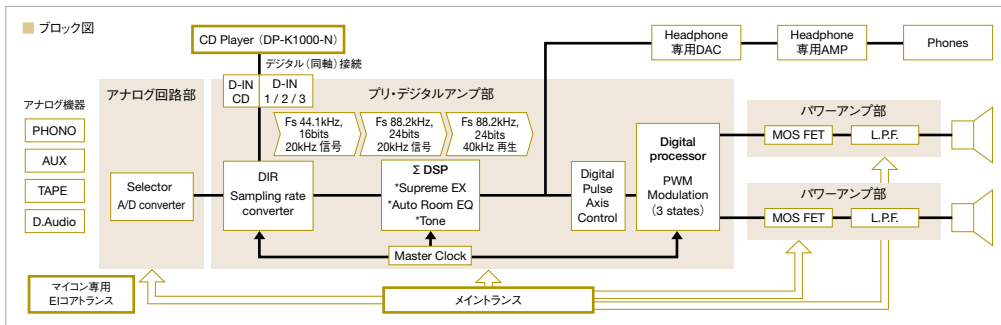 ブロック図
CD Player（DP-K1000-N）
デジタル（同軸）接続
D-IN
CD
D-IN
1 / 2 / 3
Headphone
専用DAC
Headphone
専用AMP
Phones
アナログ機器
PHONO
AUX
TAPE
D.Audio
アナログ回路部
Selector
A/D converter
プリ・デジタルアンプ部
Fs 44.1kHz,
16bits
20kHz 信号
Fs 88.2kHz,
24bits
20kHz 信号
Fs 88.2kHz,
24bits
40kHz 再生
DIR
Sampling rate
converter
Σ DSP
*Supreme EX
*Auto Room EQ
*Tone
Digital
Pulse
Axis
Control
Digital
processor
PWM
Modulation
（3 states）
Master Clock
パワーアンプ部
MOS FET
L.P.F.
パワーアンプ部
MOS FET
L.P.F.
マイコン専用
EIコアトランス
メイントランス